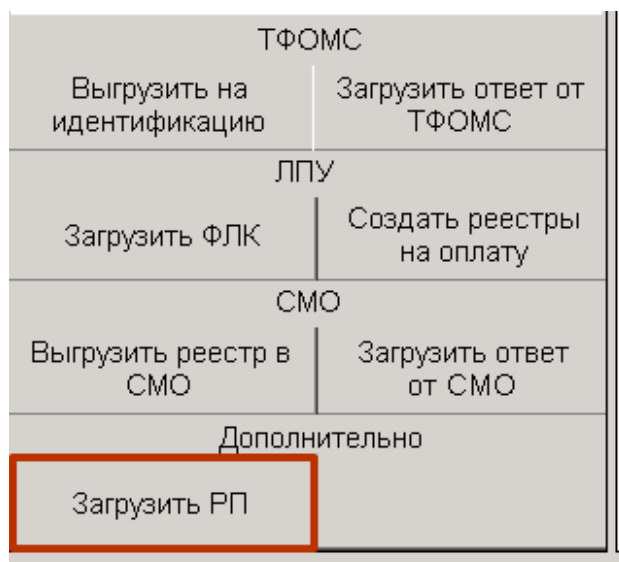 ТФОМС
Выгрузить на
идентификацию
Загрузить ответ от
ТФОМС
ЛПУ
Загрузить ФЛК
Создать реестры
на оплату
СМО
Выгрузить реестр в
СМО
Загрузить ответ
от СМО
Дополнительно
Загрузить РП